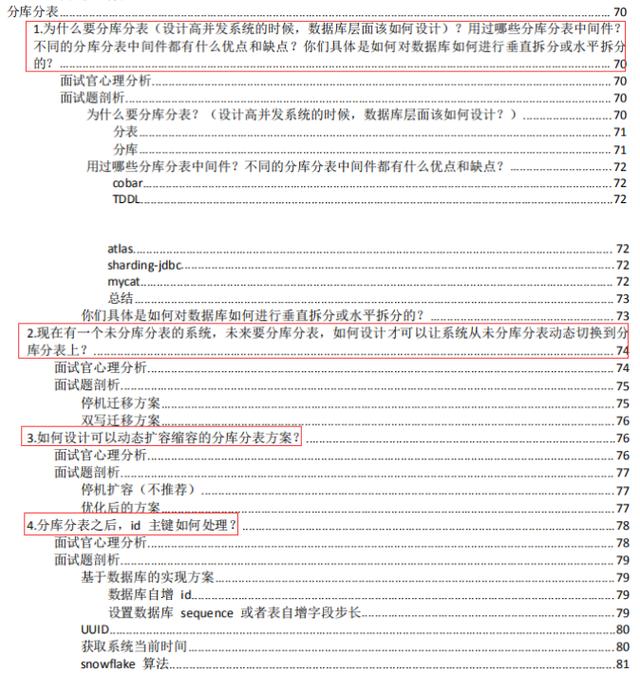 分库分表 70
1.为什么要分库分表（设计高并发系统的时候，数据库层面该如何设计）？用过哪些分库分表中间件？
不同的分库分表中间件都有什么优点和缺点？你们具体是如何对数据库如何进行垂直拆分或水平拆分
的？ 70
面试官心理分析 70
面试题剖析 70
为什么要分库分表？（设计高并发系统的时候，数据库层面该如何设计？） 70
分表 71
分库 71
用过哪些分库分表中间件？不同的分库分表中间件都有什么优点和缺点？ 72
cobar 72
TDDL 72
atlas 72
sharding-jdbc 72
mycat 72
总结 73
你们具体是如何对数据库如何进行垂直拆分或水平拆分的？ 73
2.现在有一个未分库分表的系统，未来要分库分表，如何设计才可以让系统从未分库分表动态切换到分
库分表上？ 74
面试官心理分析 74
面试题剖析 75
停机迁移方案 75
双写迁移方案 76
3.如何设计可以动态扩容缩容的分库分表方案？ 76
面试官心理分析 76
面试题剖析 77
停机扩容（不推荐） 77
优化后的方案 77
4.分库分表之后，id 主键如何处理？ 78
面试官心理分析 78
面试题剖析 79
基于数据库的实现方案 79
数据库自增 id 79
设置数据库 sequence 或者表自增字段步长 79
UUID 80
获取系统当前时间 80
snowflake 算法 81